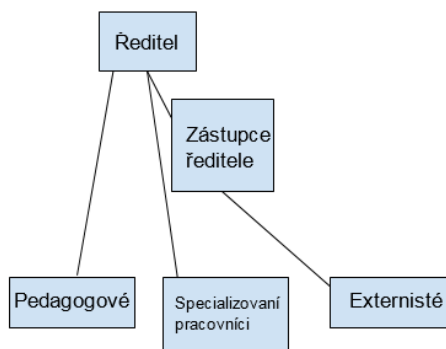 Ředitel
Zástupce
ředitele
Pedagogové
Specializovaní
pracovníci
Externisté